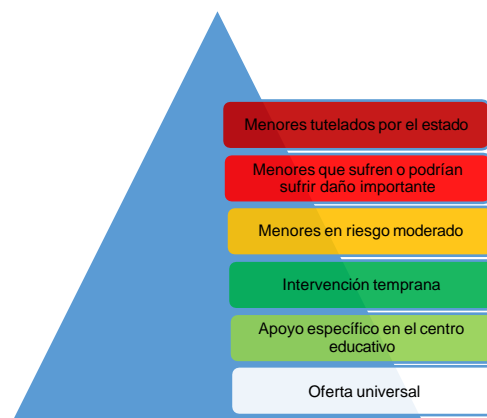 Menores tutelados por el estado
Menores que sufren o podrían
sufrir daño importante
Menores en riesgo moderado
Intervención temprana
Apoyo específico en el centro
educativo
Oferta universal